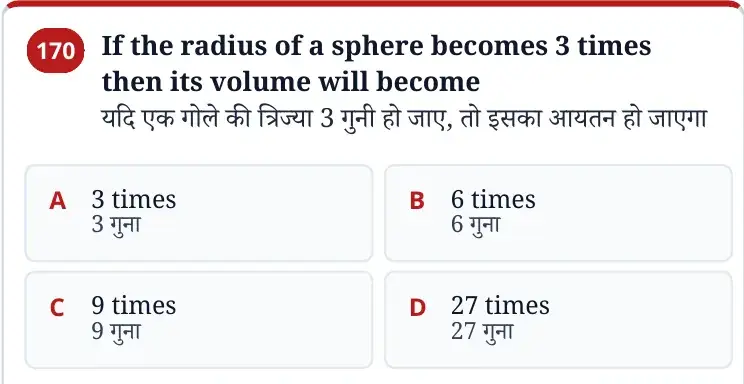 170 If the radius of a sphere becomes 3 times
then its volume will become
यदि एक गोले की त्रिज्या 3 गुनी हो जाए, तो इसका आयतन हो जाएगा
A 3 times
3 गुना
B 6 times
6 गुना
C 9 times
9 गुना
D 27 times
27 गुना